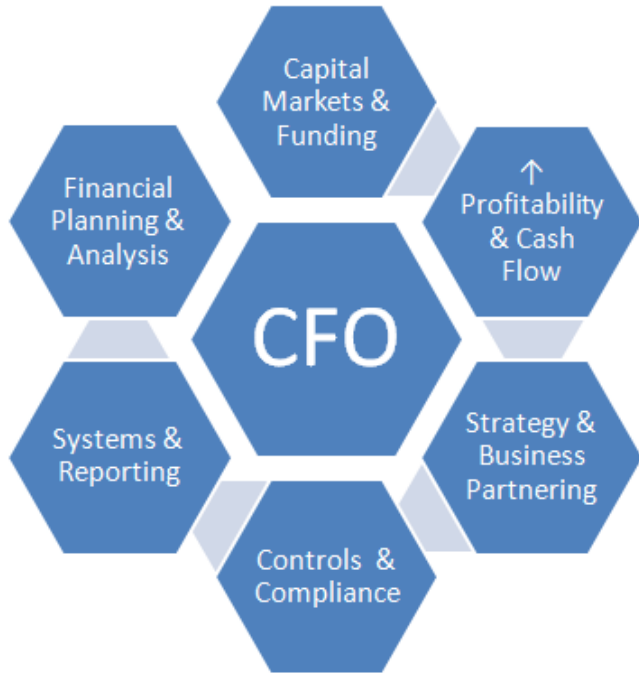 Capital
Markets &
Funding
↑
Profitability
& Cash
Flow
Strategy &
Business
Partnering
Controls &
Compliance
Systems &
Reporting
Financial
Planning &
Analysis
CFO